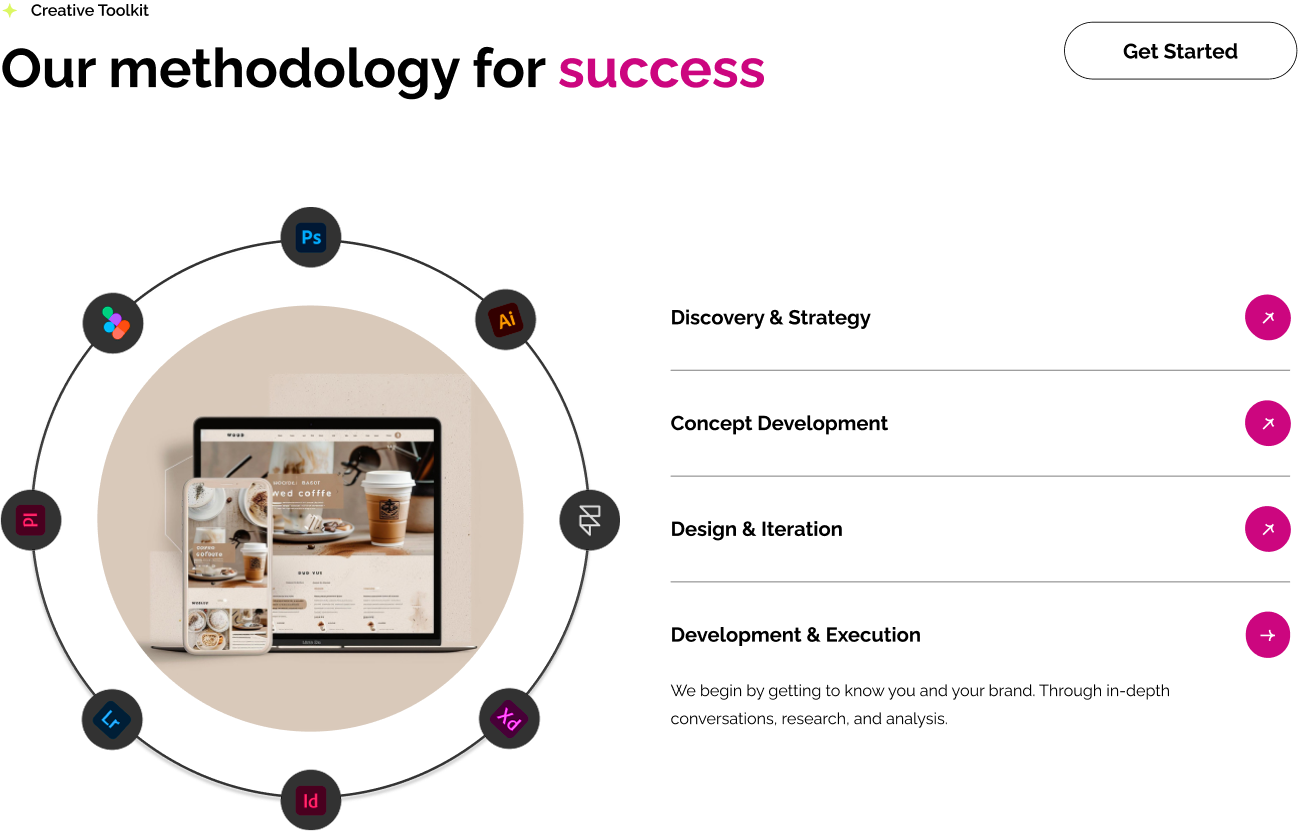 Creative Toolkit
Our methodology for success
Get Started
Ps
Ai
Pl
Lr
Xd
Id
Discovery & Strategy
Concept Development
Design & Iteration
Development & Execution
We begin by getting to know you and your brand. Through in-depth
conversations, research, and analysis.